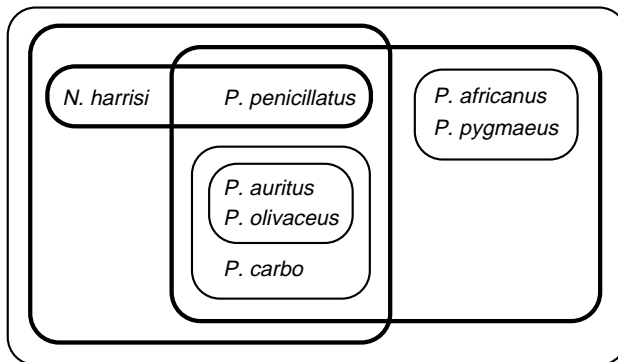 N. harrisi
P. penicillatus
P. africanus
P. pygmaeus
P. auritus
P. olivaceus
P. carbo